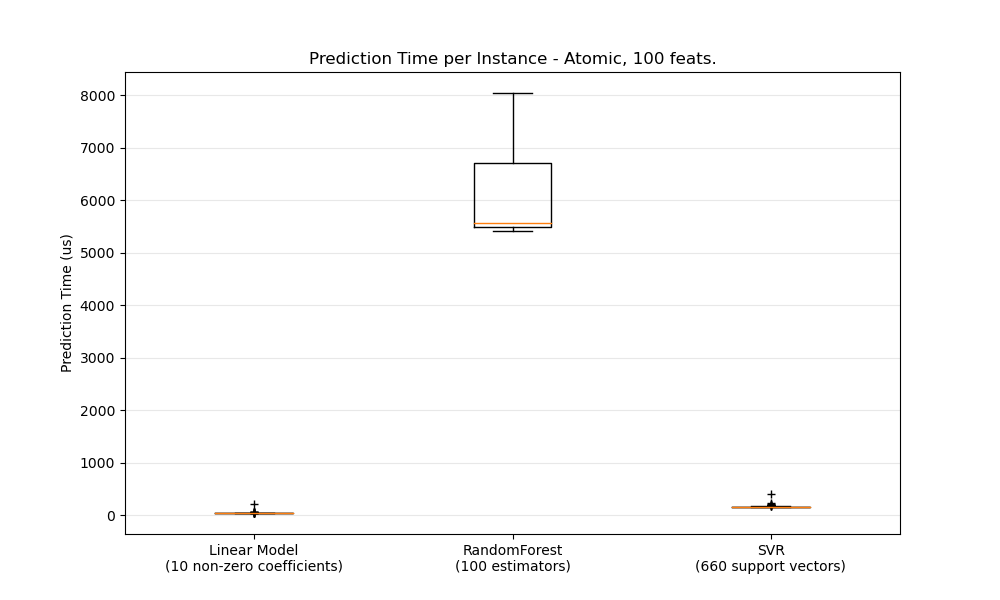 Prediction Time per Instance - Atomic, 100 feats.
8000
7000
6000
5000
4000
3000
2000
1000
0
Prediction Time (us)
Linear Model
(10 non-zero coefficients)
RandomForest
(100 estimators)
SVR
(660 support vectors)